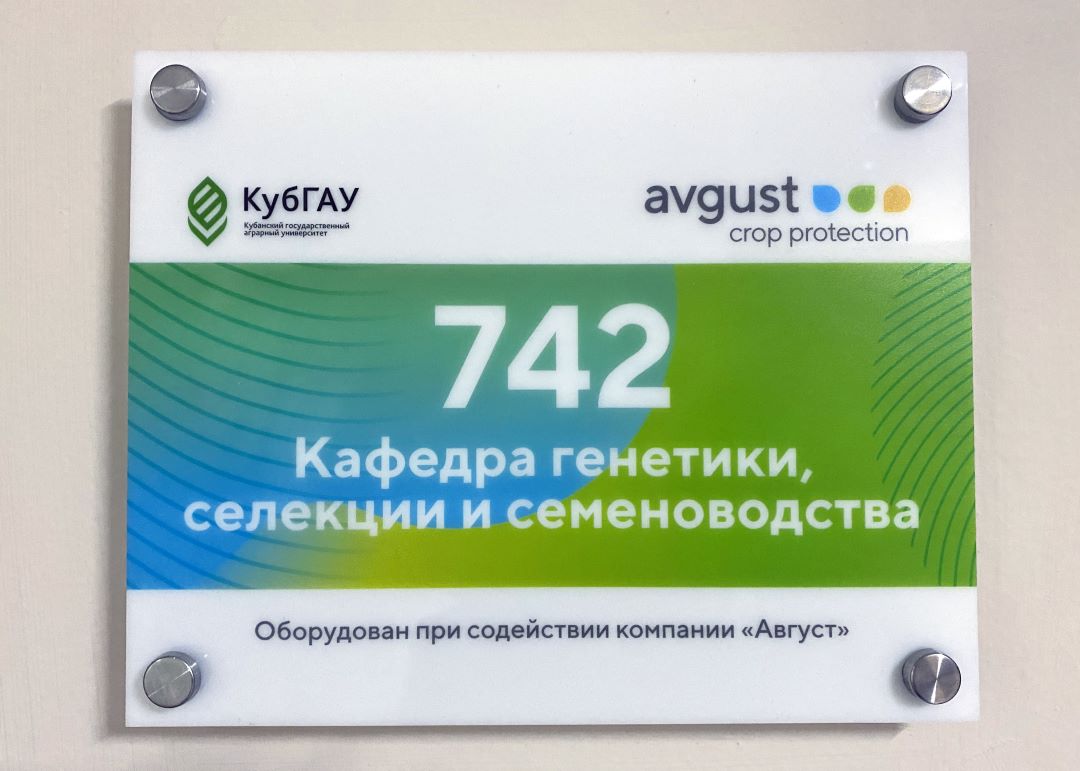 КубГАУ
Кубанский государственный
аграрный университет
avgust
crop protection
742
Кафедра генетики,
селекции и семеноводства
Оборудован при содействии компании «Август»